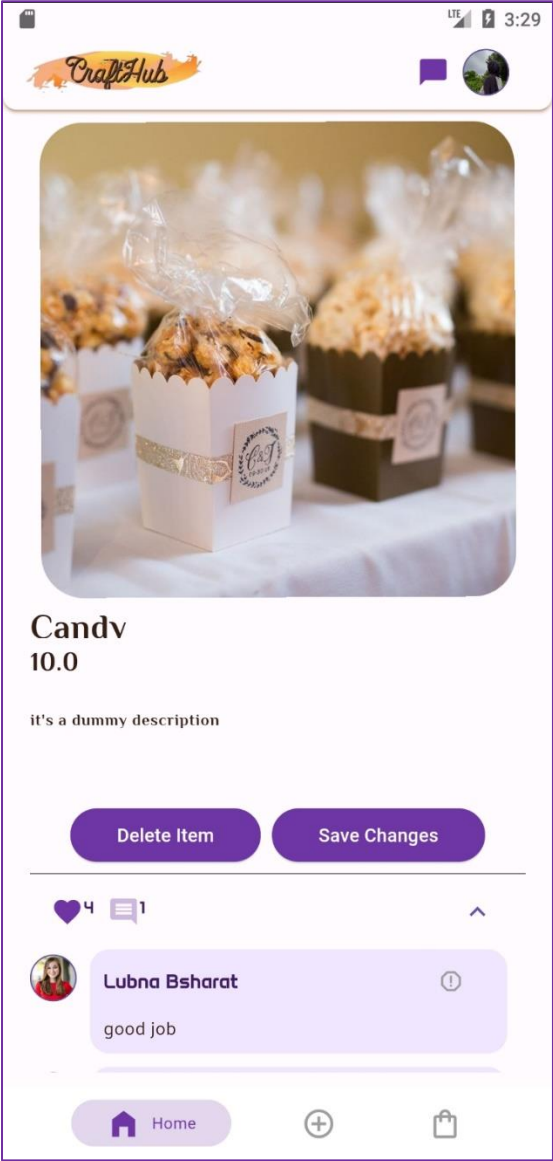 LTE 3:29
CraftHub
C&J
Candy
10.0
it's a dummy description
Delete Item Save Changes
4 1
Lubna Bsharat
good job
Home